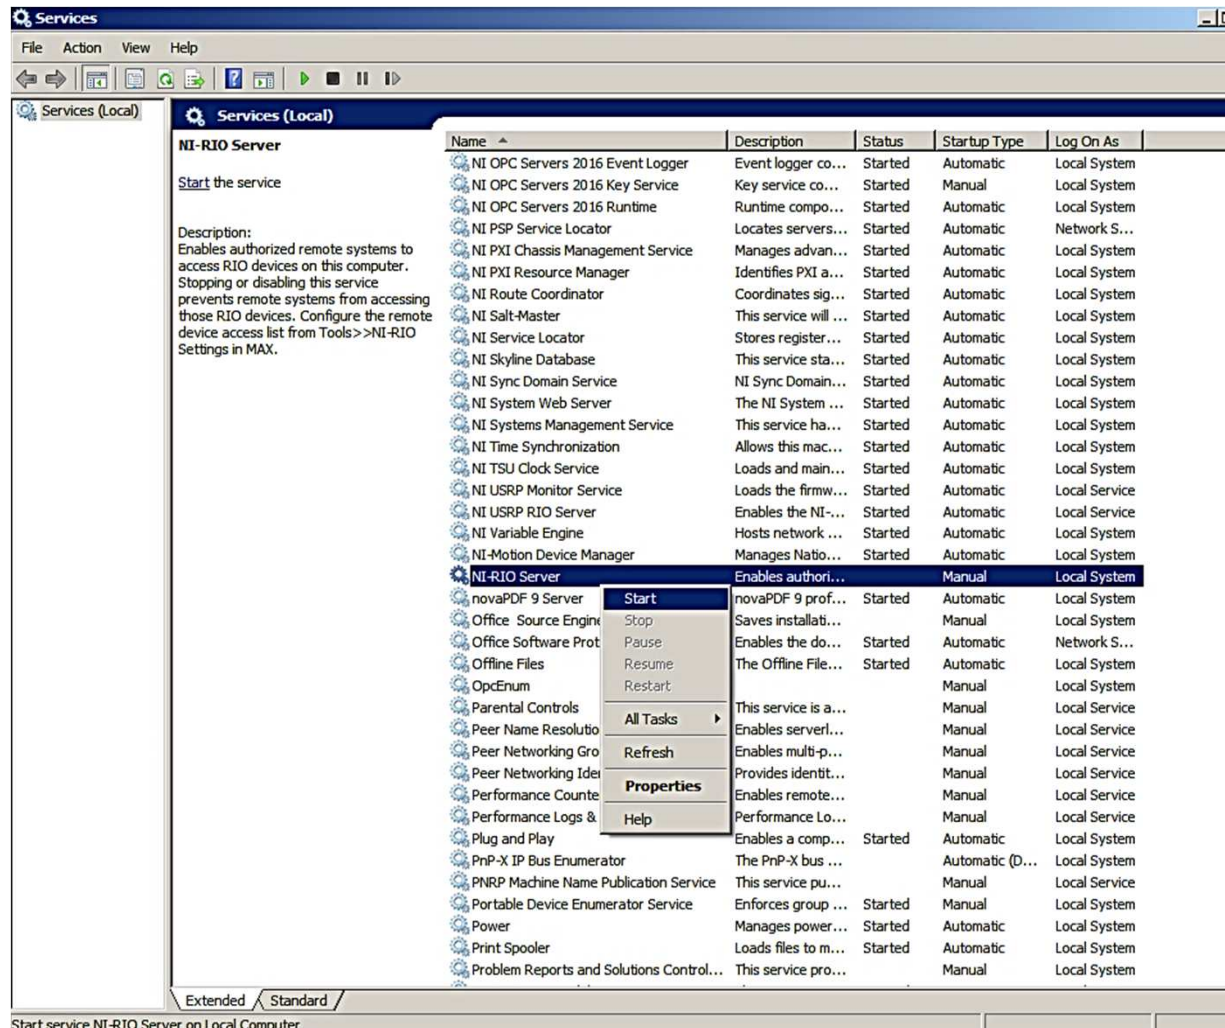 Services
File Action View Help
Services (Local)
Services (Local)
NI-RIO Server
Start the service
Description:
Enables authorized remote systems to
access RIO devices on this computer.
Stopping or disabling this service
prevents remote systems from accessing
those RIO devices. Configure the remote
device access list from Tools>>NI-RIO
Settings in MAX.
Name Description Status Startup Type Log On As
NI OPC Servers 2016 Event Logger Event logger co... Started Automatic Local System
NI OPC Servers 2016 Key Service Key service co... Started Manual Local System
NI OPC Servers 2016 Runtime Runtime compo... Started Automatic Local System
NI PSP Service Locator Locates servers... Started Automatic Network S...
NI PXI Chassis Management Service Manages advan... Started Automatic Local System
NI PXI Resource Manager Identifies PXI a... Started Automatic Local System
NI Route Coordinator Coordinates sig... Started Automatic Local System
NI Salt-Master This service will ... Started Automatic Local System
NI Service Locator Stores register... Started Automatic Local System
NI Skyline Database This service sta... Started Automatic Local System
NI Sync Domain Service NI Sync Domain... Started Automatic Local System
NI System Web Server The NI System ... Started Automatic Local System
NI Systems Management Service This service ha... Started Automatic Local System
NI Time Synchronization Allows this mac... Started Automatic Local System
NI TSU Clock Service Loads and main... Started Automatic Local System
NI USRP Monitor Service Loads the firmw... Started Automatic Local Service
NI USRP RIO Server Enables the NI-... Started Automatic Local Service
NI Variable Engine Hosts network ... Started Automatic Local System
NI-Motion Device Manager Manages Natio... Started Automatic Local System
NI-RIO Server Enables authori... Manual Local System
novaPDF 9 Server Start novaPDF 9 prof... Started Automatic Local System
Office Source Engine Stop Saves installati... Manual Local System
Office Software Prot Pause Enables the do... Started Automatic Network S...
Offline Files Resume The Offline File... Started Automatic Local System
OpcEnum Restart Manual Local System
Parental Controls This service is a... Manual Local Service
All Tasks
Peer Name Resolutio Enables serverl... Manual Local Service
Peer Networking Gro Refresh Enables multi-p... Manual Local Service
Peer Networking Ide Provides identit... Manual Local Service
Properties
Performance Counte Enables remote... Manual Local Service
Performance Logs & Help Performance Lo... Manual Local Service
Plug and Play Enables a comp... Started Automatic Local System
PnP-X IP Bus Enumerator The PnP-X bus ... Automatic (D... Local System
PNRP Machine Name Publication Service This service pu... Manual Local Service
Portable Device Enumerator Service Enforces group ... Started Manual Local System
Power Manages power... Started Automatic Local System
Print Spooler Loads files to m... Started Automatic Local System
Problem Reports and Solutions Control... This service pro... Manual Local System
Extended Standard
Start service NI-RIO Server on Local Computer